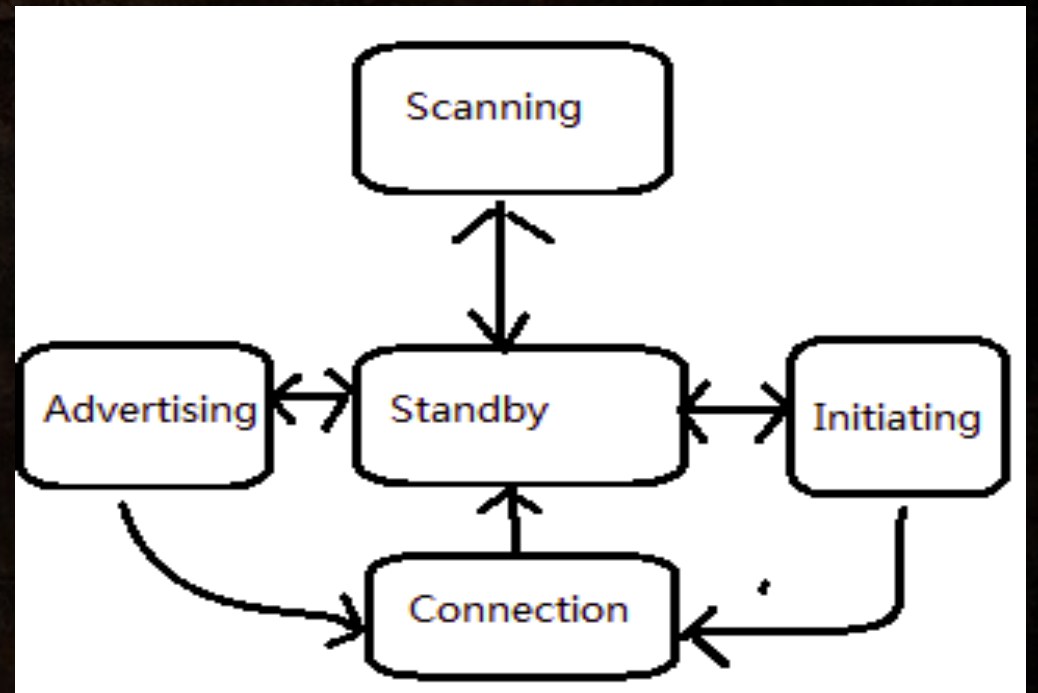 Scanning
Advertising
Standby
Initiating
Connection